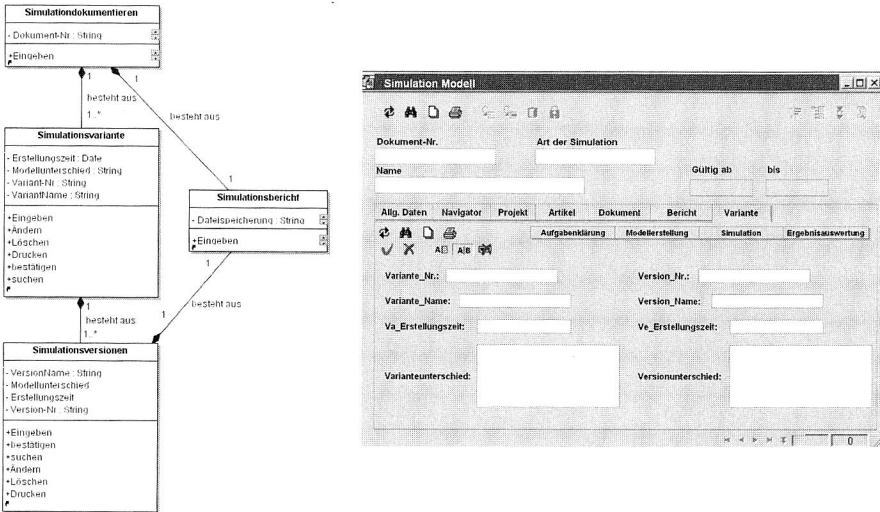 Simulationdokumentieren
- Dokument-Nr : String
+Eingeben
1
1
besteht aus
1..*
besteht aus
1
Simulationsvariante
- Erstellungszeit : Date
- Modellunterschied : String
- Variant-Nr : String
- VariantName : String
+Eingeben
+Ändern
+Löschen
+Drucken
+bestätigen
+suchen
Simulationsbericht
- Dateispeicherung : String
+Eingeben
1
1
besteht aus
1..*
1
besteht aus
Simulationsversionen
- VersionName : String
- Modellunterschied
- Erstellungszeit
- Version-Nr : String
+Eingeben
+bestätigen
+suchen
+Ändern
+Löschen
+Drucken
Simulation Modell
Dokument-Nr. Art der Simulation
Name Gültig ab bis
Allg. Daten Navigator Projekt Artikel Dokument Bericht Variante
Aufgabenklärung Modellerstellung Simulation Ergebnisauswertung
A|B
Variante_Nr.: Version_Nr.:
Variante_Name: Version_Name:
Va_Erstellungszeit: Ve_Erstellungszeit:
Varianteunterschied: Versionunterschied:
0